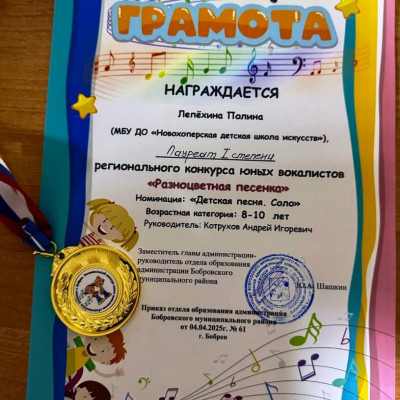 ГРАМОТА
НАГРАЖДАЕТСЯ
Лепёхина Полина
(МБУ ДО «Новохоперская детская школа искусств»),
Лауреат I степени
регионального конкурса юных вокалистов
«Разноцветная песенка»
Номинация: «Детская песня. Соло»
Возрастная категория: 8-10 лет
Руководитель: Котрухов Андрей Игоревич
Заместитель главы администрации-
руководитель отдела образования
администрации Бобровского
муниципального района
Ю.А. Шашкин
Приказ отдела образования администрации
Бобровского муниципального района
от 04.04.2025г. № 61
г. Бобров